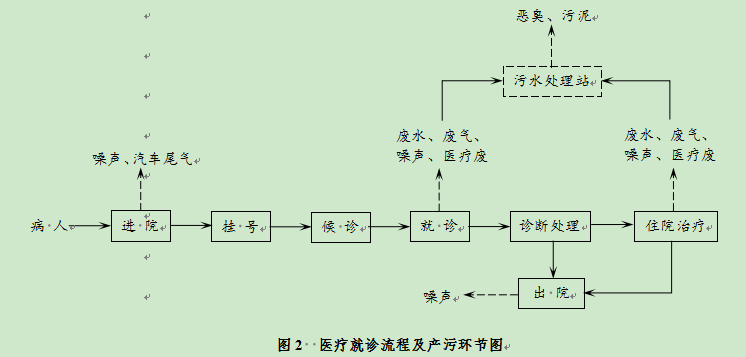 恶臭、污泥
污水处理站
废水、废气、
噪声、医疗废
废水、废气、
噪声、医疗废
噪声、汽车尾气
病人
进院
挂号
候诊
就诊
诊断处理
住院治疗
噪声
出院
图2 医疗就诊流程及产污环节图